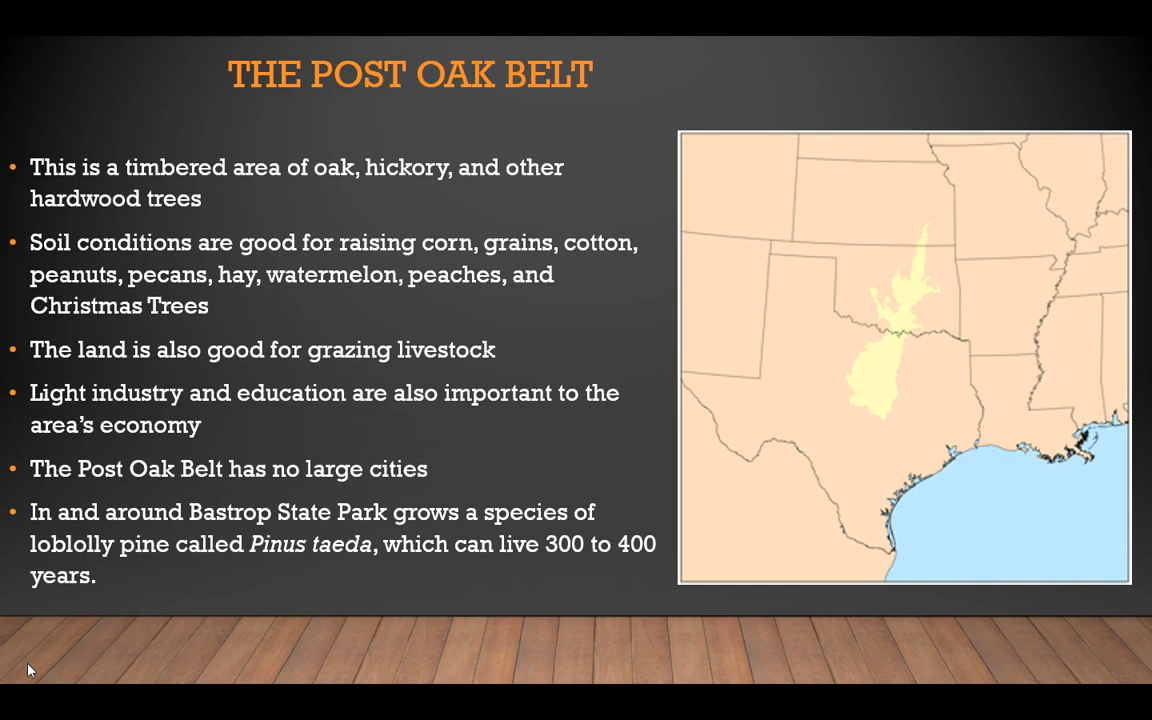 THE POST OAK BELT
• This is a timbered area of oak, hickory, and other
hardwood trees
• Soil conditions are good for raising corn, grains, cotton,
peanuts, pecans, hay, watermelon, peaches, and
Christmas Trees
• The land is also good for grazing livestock
• Light industry and education are also important to the
area’s economy
• The Post Oak Belt has no large cities
• In and around Bastrop State Park grows a species of
loblolly pine called Pinus taeda, which can live 300 to 400
years.